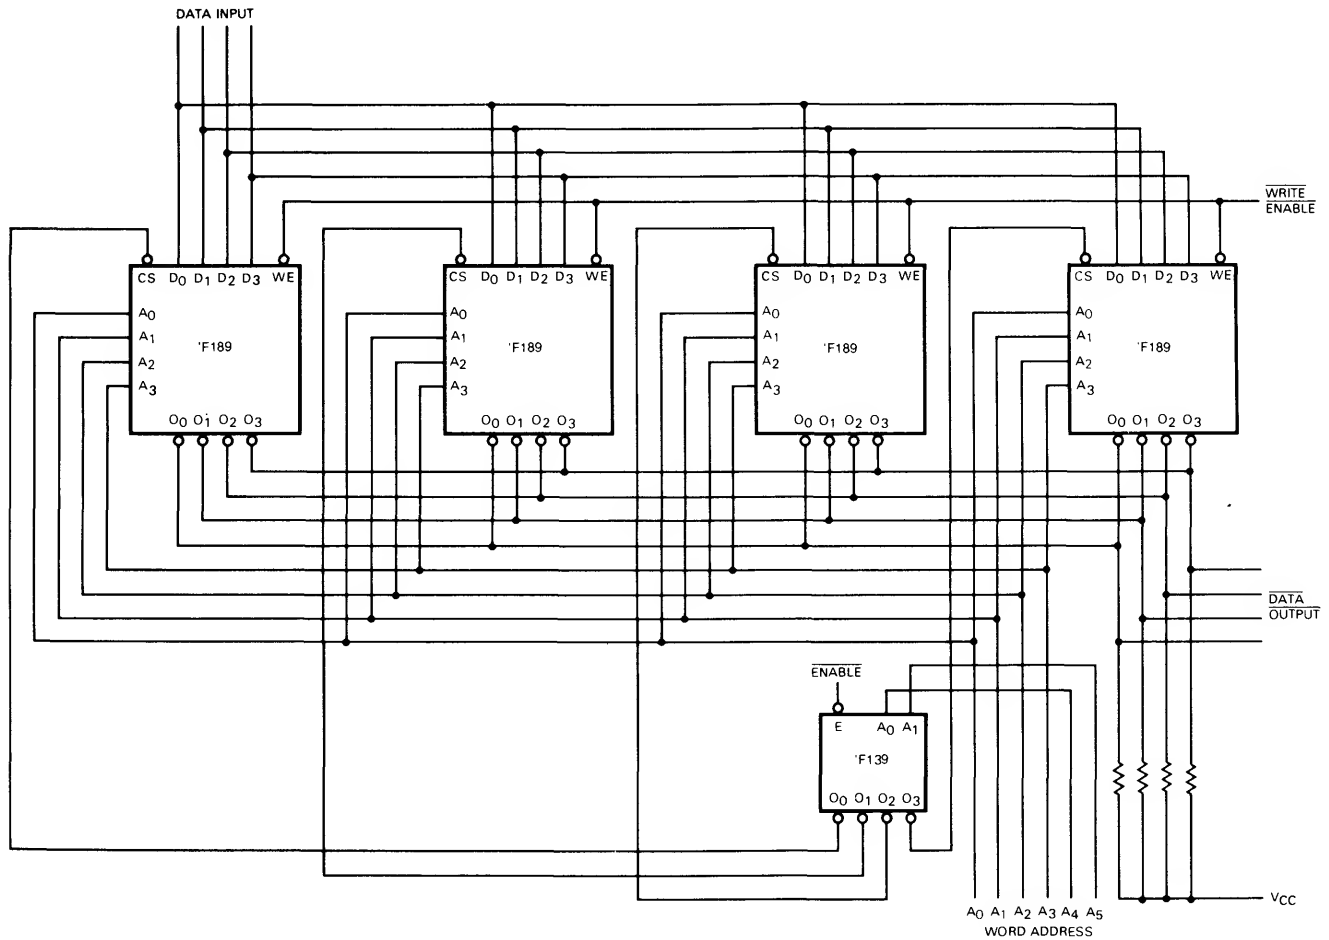 DATA INPUT
WRITE
ENABLE
CS D0 D1 D2 D3 WE
A0
A1
'F189
A2
A3
O0 O1 O2 O3
CS D0 D1 D2 D3 WE
A0
A1
'F189
A2
A3
O0 O1 O2 O3
CS D0 D1 D2 D3 WE
A0
A1
'F189
A2
A3
O0 O1 O2 O3
CS D0 D1 D2 D3 WE
A0
A1
'F189
A2
A3
O0 O1 O2 O3
DATA
OUTPUT
ENABLE
E A0 A1
'F139
O0 O1 O2 O3
VCC
A0 A1 A2 A3 A4 A5
WORD ADDRESS